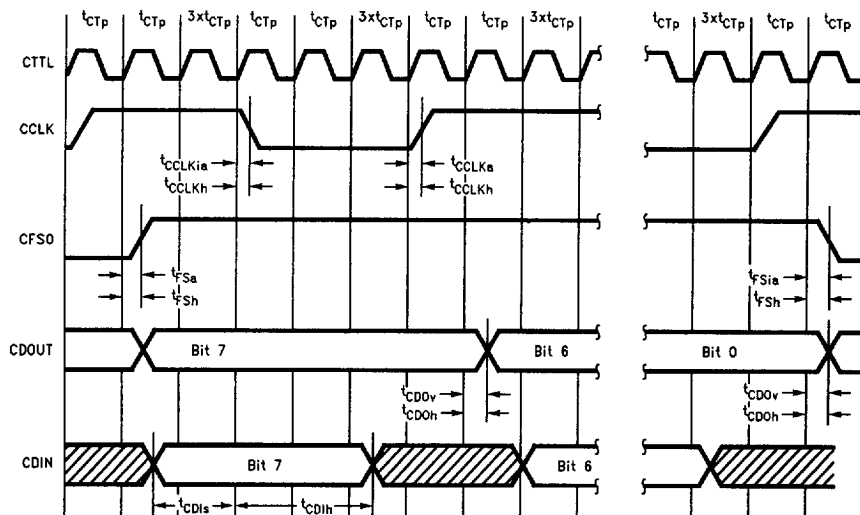 tCTp tCTp 3xtCTp tCTp tCTp 3xtCTp tCTp tCTp 3xtCTp tCTp 3xtCTp tCTp tCTp
CTTL
CCLK
tCCLKia tCCLKa
tCCLKh tCCLKh
CFS0
tFSa tFSia
tFSh tFSh
CDOUT Bit 7 Bit 6 Bit 0
tCDOv tCDOv
tCDOh tCDOh
CDIN Bit 7 Bit 6
tCDIs tCDIh